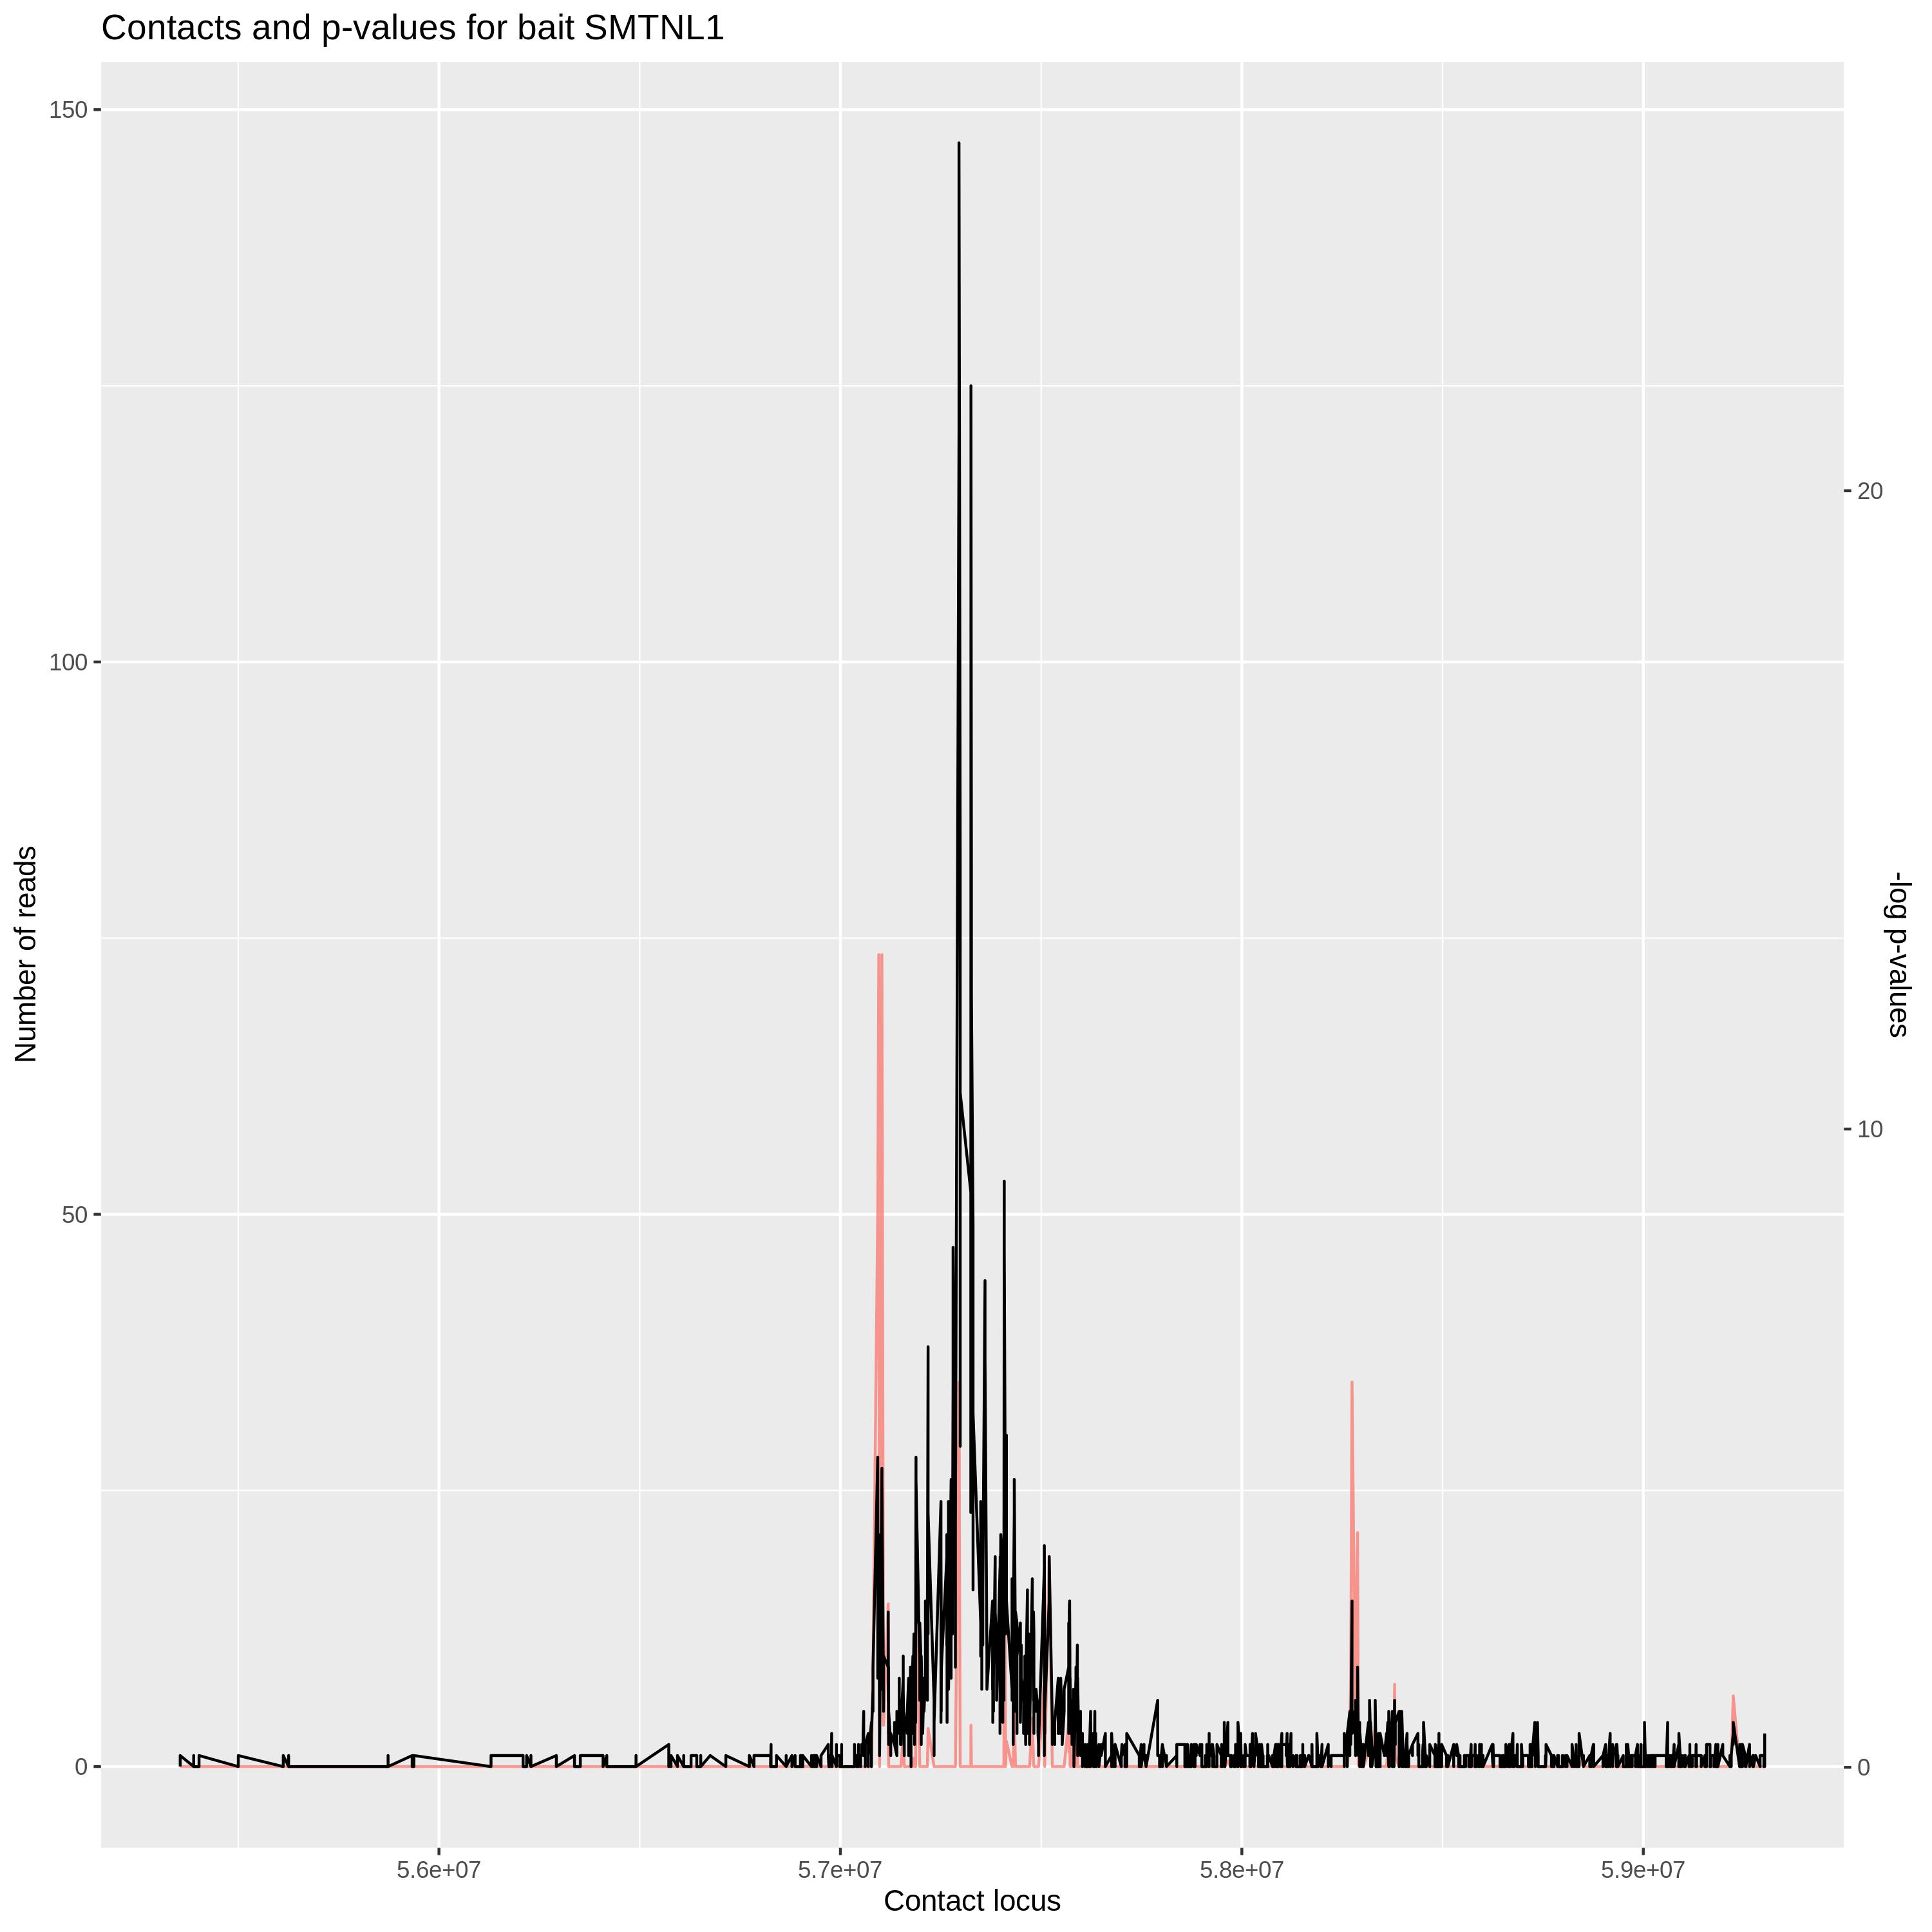 Contacts and p-values for bait SMTNL1
150
100
50
0
Number of reads
20
10
0
-log p-values
5.6e+07
5.7e+07
5.8e+07
5.9e+07
Contact locus